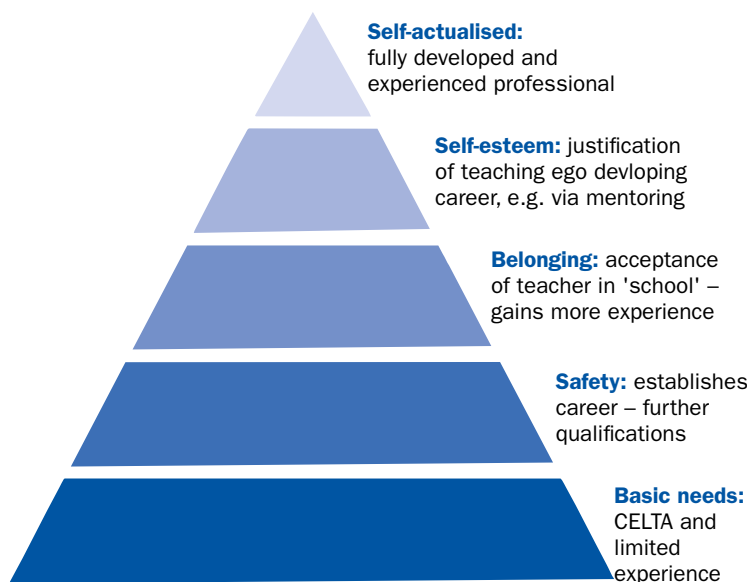 Self-actualised:
fully developed and
experienced professional
Self-esteem: justification
of teaching ego devloping
career, e.g. via mentoring
Belonging: acceptance
of teacher in 'school' –
gains more experience
Safety: establishes
career – further
qualifications
Basic needs:
CELTA and
limited
experience